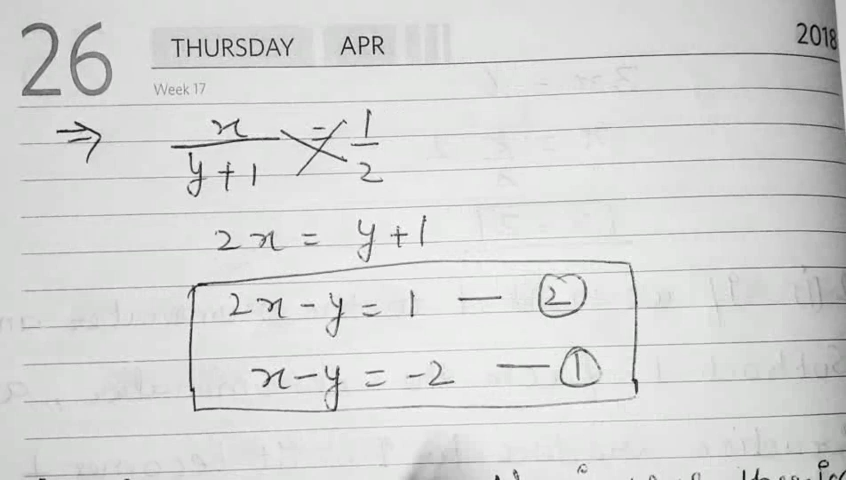 26 THURSDAY APR 2018
Week 17
⇒ x/(y+1) = 1/2
2x = y+1
2x-y = 1 — ②
x-y = -2 — ①